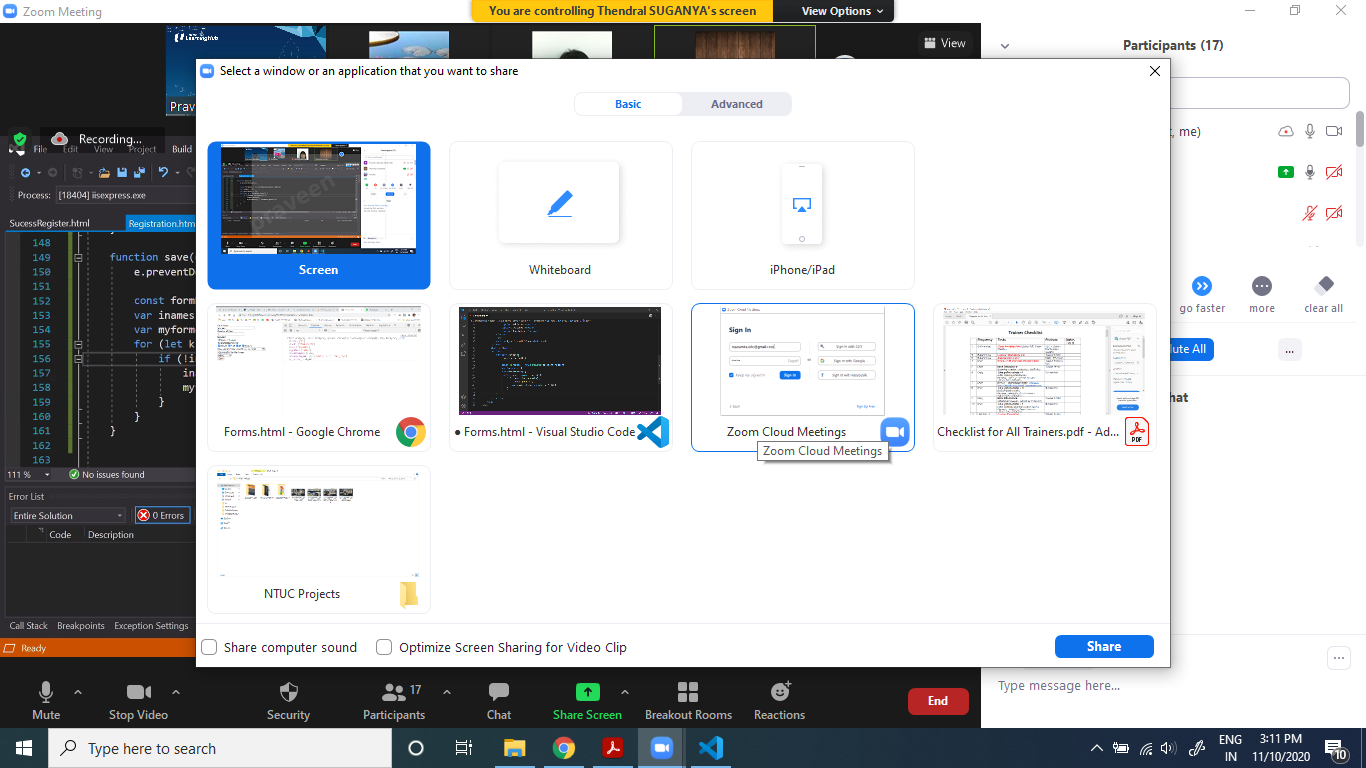 Zoom Meeting
You are controlling Thendral SUGANYA's screen
View Options
LearningHub
View
Participants (17)
Prav
Select a window or an application that you want to share
Basic
Advanced
, me)
Recording...
File Edit View Project Build
Process: [18404] iisexpress.exe
SucessRegister.html
Registration.htm
148
149 function save(
150 e.preventD
151
152 const form
153 var inames
154 var myform
155 for (let k
156 if (!i
157 in
158 my
159 }
160 }
161 }
162
163
111 %
No issues found
Error List
Entire Solution
0 Errors
Code
Description
Call Stack Breakpoints Exception Settings
Ready
Screen
Whiteboard
iPhone/iPad
Sign In
Trainer Checklist
Forms.html - Google Chrome
● Forms.html - Visual Studio Code
Zoom Cloud Meetings
Checklist for All Trainers.pdf - Ad...
PDF
Zoom Cloud Meetings
NTUC Projects
Share computer sound
Optimize Screen Sharing for Video Clip
Share
go faster
more
clear all
ute All
...
at
Type message here...
Mute
Stop Video
Security
17
Participants
Chat
Share Screen
Breakout Rooms
Reactions
End
Type here to search
ENG
IN
3:11 PM
11/10/2020
10